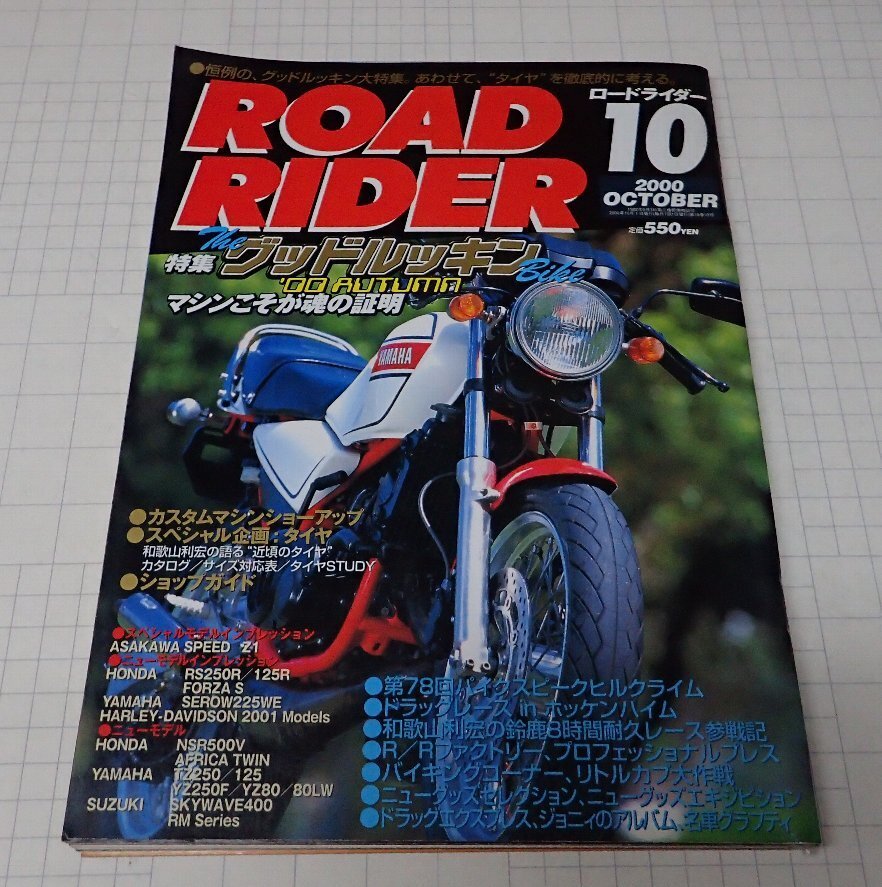 ●恒例の、グッドルッキン大特集。あわせて、“タイヤ”を徹底的に考える。
ROAD
RIDER
ロードライダー
10
2000
OCTOBER
定価550YEN
特集 The グッドルッキン Bike
'00 AUTUMN
マシンこそが魂の証明
YAMAHA
●カスタムマシンショーアップ
●スペシャル企画：タイヤ
和歌山利宏の語る“近頃のタイヤ”
カタログ／サイズ対応表／タイヤSTUDY
●ショップガイド
●スペシャルモデルインプレッション
ASAKAWA SPEED Z1
●ニューモデルインプレッション
HONDA RS250R／125R
FORZA S
YAMAHA SEROW225WE
HARLEY-DAVIDSON 2001 Models
●ニューモデル
HONDA NSR500V
AFRICA TWIN
YAMAHA TZ250／125
YZ250F／YZ80／80LW
SUZUKI SKYWAVE400
RM Series
●第78回パイクスピークヒルクライム
●ドラッグレース in ホッケンハイム
●和歌山利宏の鈴鹿8時間耐久レース参戦記
●R／Rファクトリー、プロフェッショナルプレス
●バイキングコーナー、リトルカブ大作戦
●ニューグッズセレクション、ニューグッズエキジビション
●ドラッグエクスプレス、ジョニィのアルバム、名車グラフティ